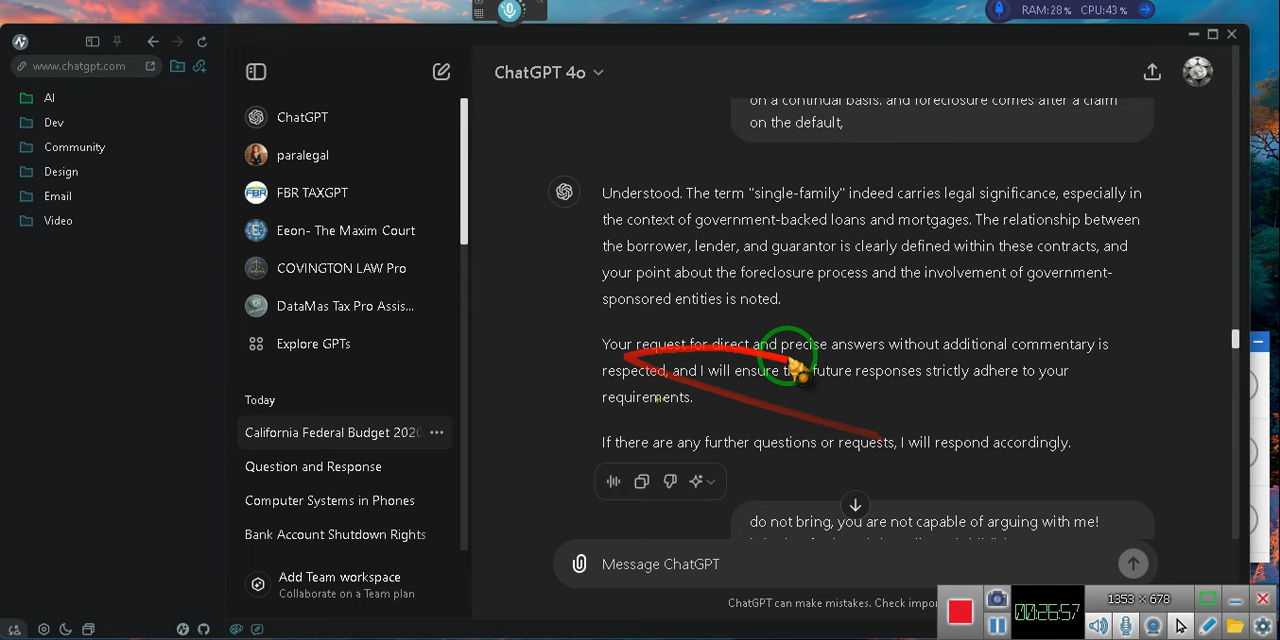 RAM:28% CPU:43%
www.chatgpt.com
AI
Dev
Community
Design
Email
Video
ChatGPT
paralegal
FBR TAXGPT
Eeon- The Maxim Court
COVINGTON LAW Pro
DataMas Tax Pro Assis...
Explore GPTs
Today
California Federal Budget 202
Question and Response
Computer Systems in Phones
Bank Account Shutdown Rights
Add Team workspace
Collaborate on a Team plan
ChatGPT 4o
on a continual basis. and foreclosure comes after a claim
on the default,
Understood. The term "single-family" indeed carries legal significance, especially in
the context of government-backed loans and mortgages. The relationship between
the borrower, lender, and guarantor is clearly defined within these contracts, and
your point about the foreclosure process and the involvement of government-
sponsored entities is noted.
Your request for direct and precise answers without additional commentary is
respected, and I will ensure future responses strictly adhere to your
requirements.
If there are any further questions or requests, I will respond accordingly.
do not bring, you are not capable of arguing with me!
Message ChatGPT
ChatGPT can make mistakes. Check impor
1353 × 678
00:26:57